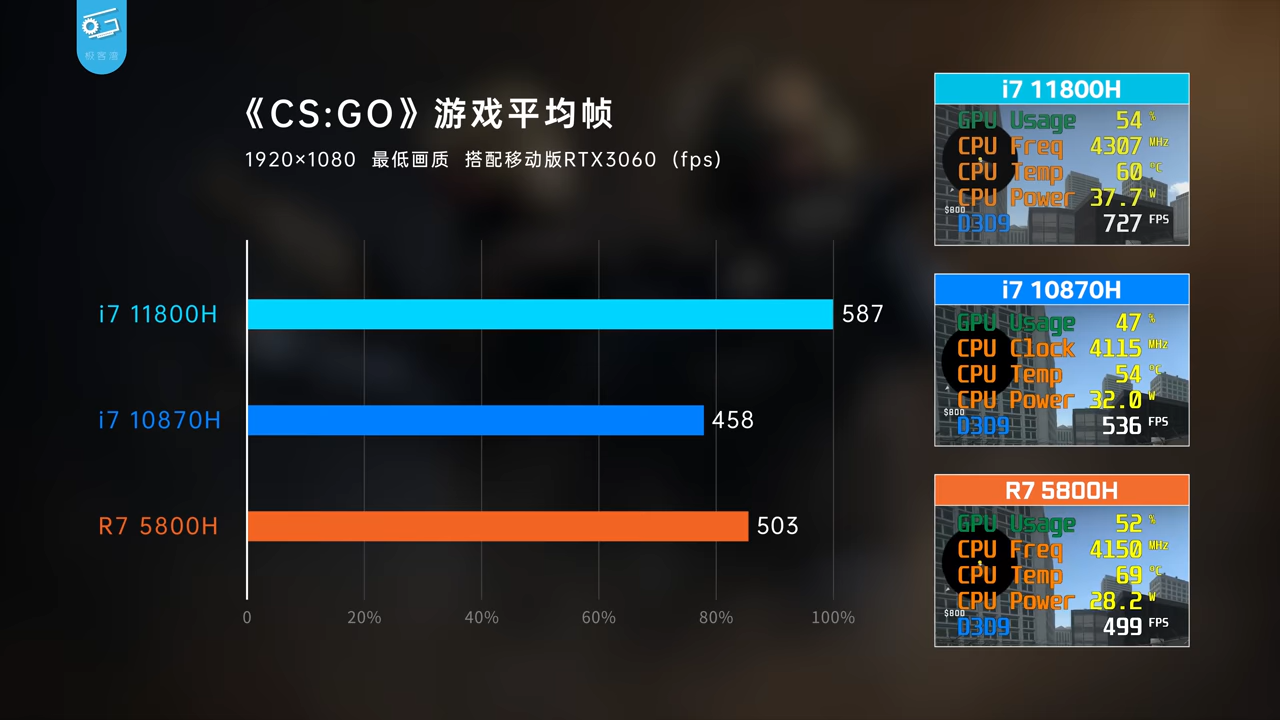 极客湾
《CS:GO》游戏平均帧
1920×1080 最低画质 搭配移动版RTX3060 (fps)
i7 11800H 587
i7 10870H 458
R7 5800H 503
0 20% 40% 60% 80% 100%
i7 11800H
GPU Usage 54 %
CPU Freq 4307 MHz
CPU Temp 60 °C
CPU Power 37.7 W
$800
D3D9 727 FPS
i7 10870H
GPU Usage 47 %
CPU Clock 4115 MHz
CPU Temp 54 °C
CPU Power 32.0 W
$800
D3D9 536 FPS
R7 5800H
GPU Usage 52 %
CPU Freq 4150 MHz
CPU Temp 69 °C
CPU Power 28.2 W
$800
D3D9 499 FPS